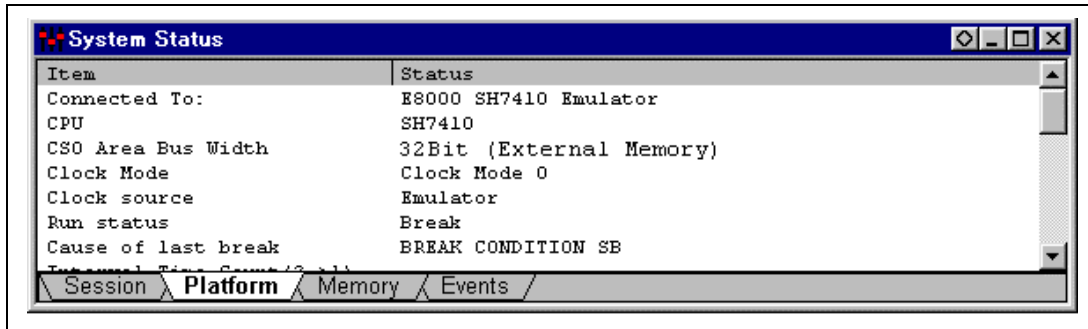 System Status
Item Status
Connected To: E8000 SH7410 Emulator
CPU SH7410
CS0 Area Bus Width 32Bit (External Memory)
Clock Mode Clock Mode 0
Clock source Emulator
Run status Break
Cause of last break BREAK CONDITION SB
Session Platform Memory Events